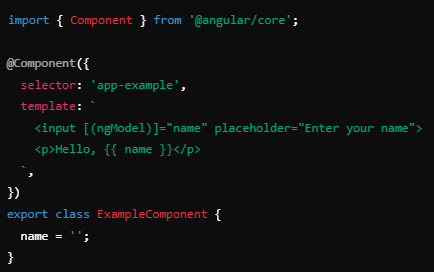 import { Component } from '@angular/core';

@Component({
  selector: 'app-example',
  template: `
    <input [(ngModel)]="name" placeholder="Enter your name">
    <p>Hello, {{ name }}</p>
  `,
})
export class ExampleComponent {
  name = '';
}